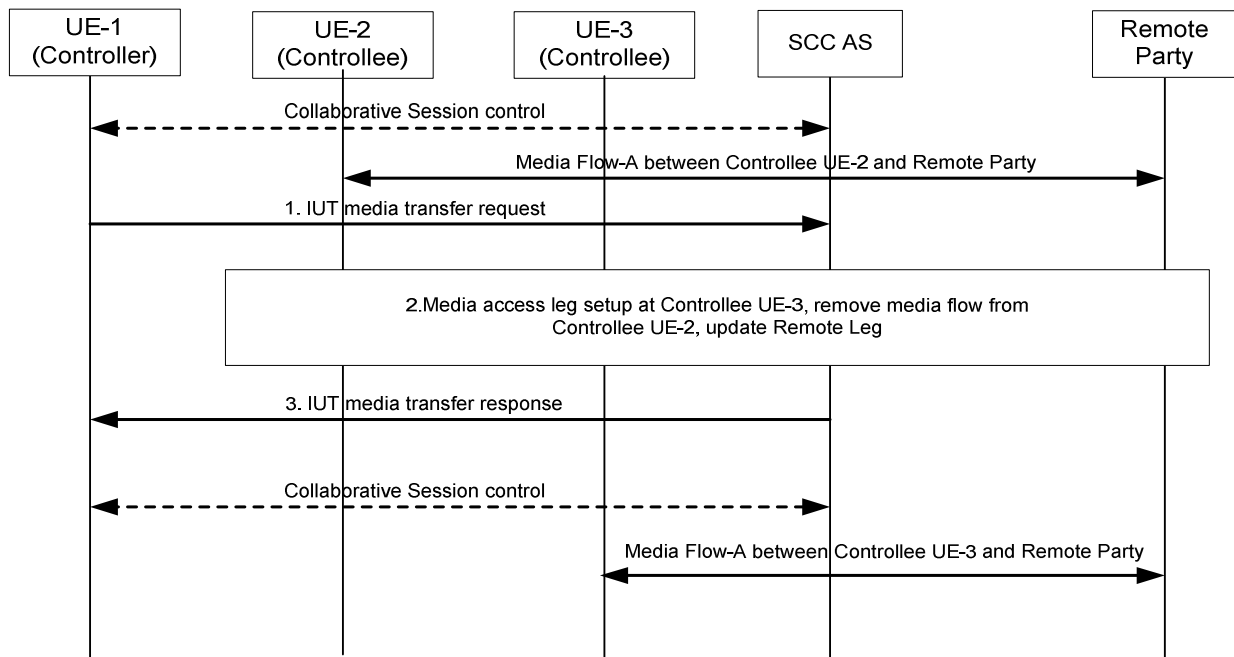 UE-1
(Controller)
UE-2
(Controllee)
UE-3
(Controllee)
SCC AS
Remote
Party
Collaborative Session control
Media Flow-A between Controllee UE-2 and Remote Party
1. IUT media transfer request
2.Media access leg setup at Controllee UE-3, remove media flow from
Controllee UE-2, update Remote Leg
3. IUT media transfer response
Collaborative Session control
Media Flow-A between Controllee UE-3 and Remote Party